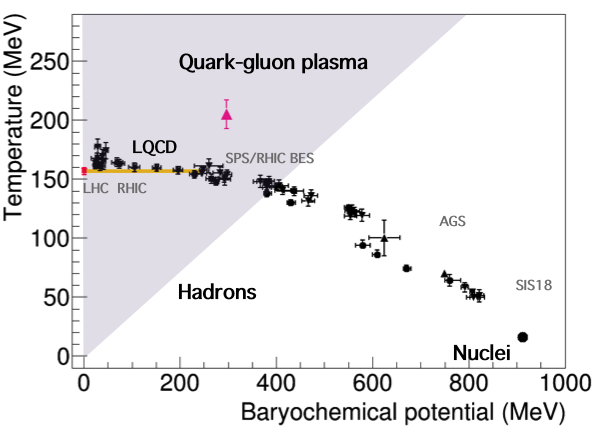 Temperature (MeV)
250
200
150
100
50
0
Quark-gluon plasma
LQCD
SPS/RHIC BES
LHC RHIC
AGS
Hadrons
SIS18
Nuclei
0 200 400 600 800 1000
Baryochemical potential (MeV)